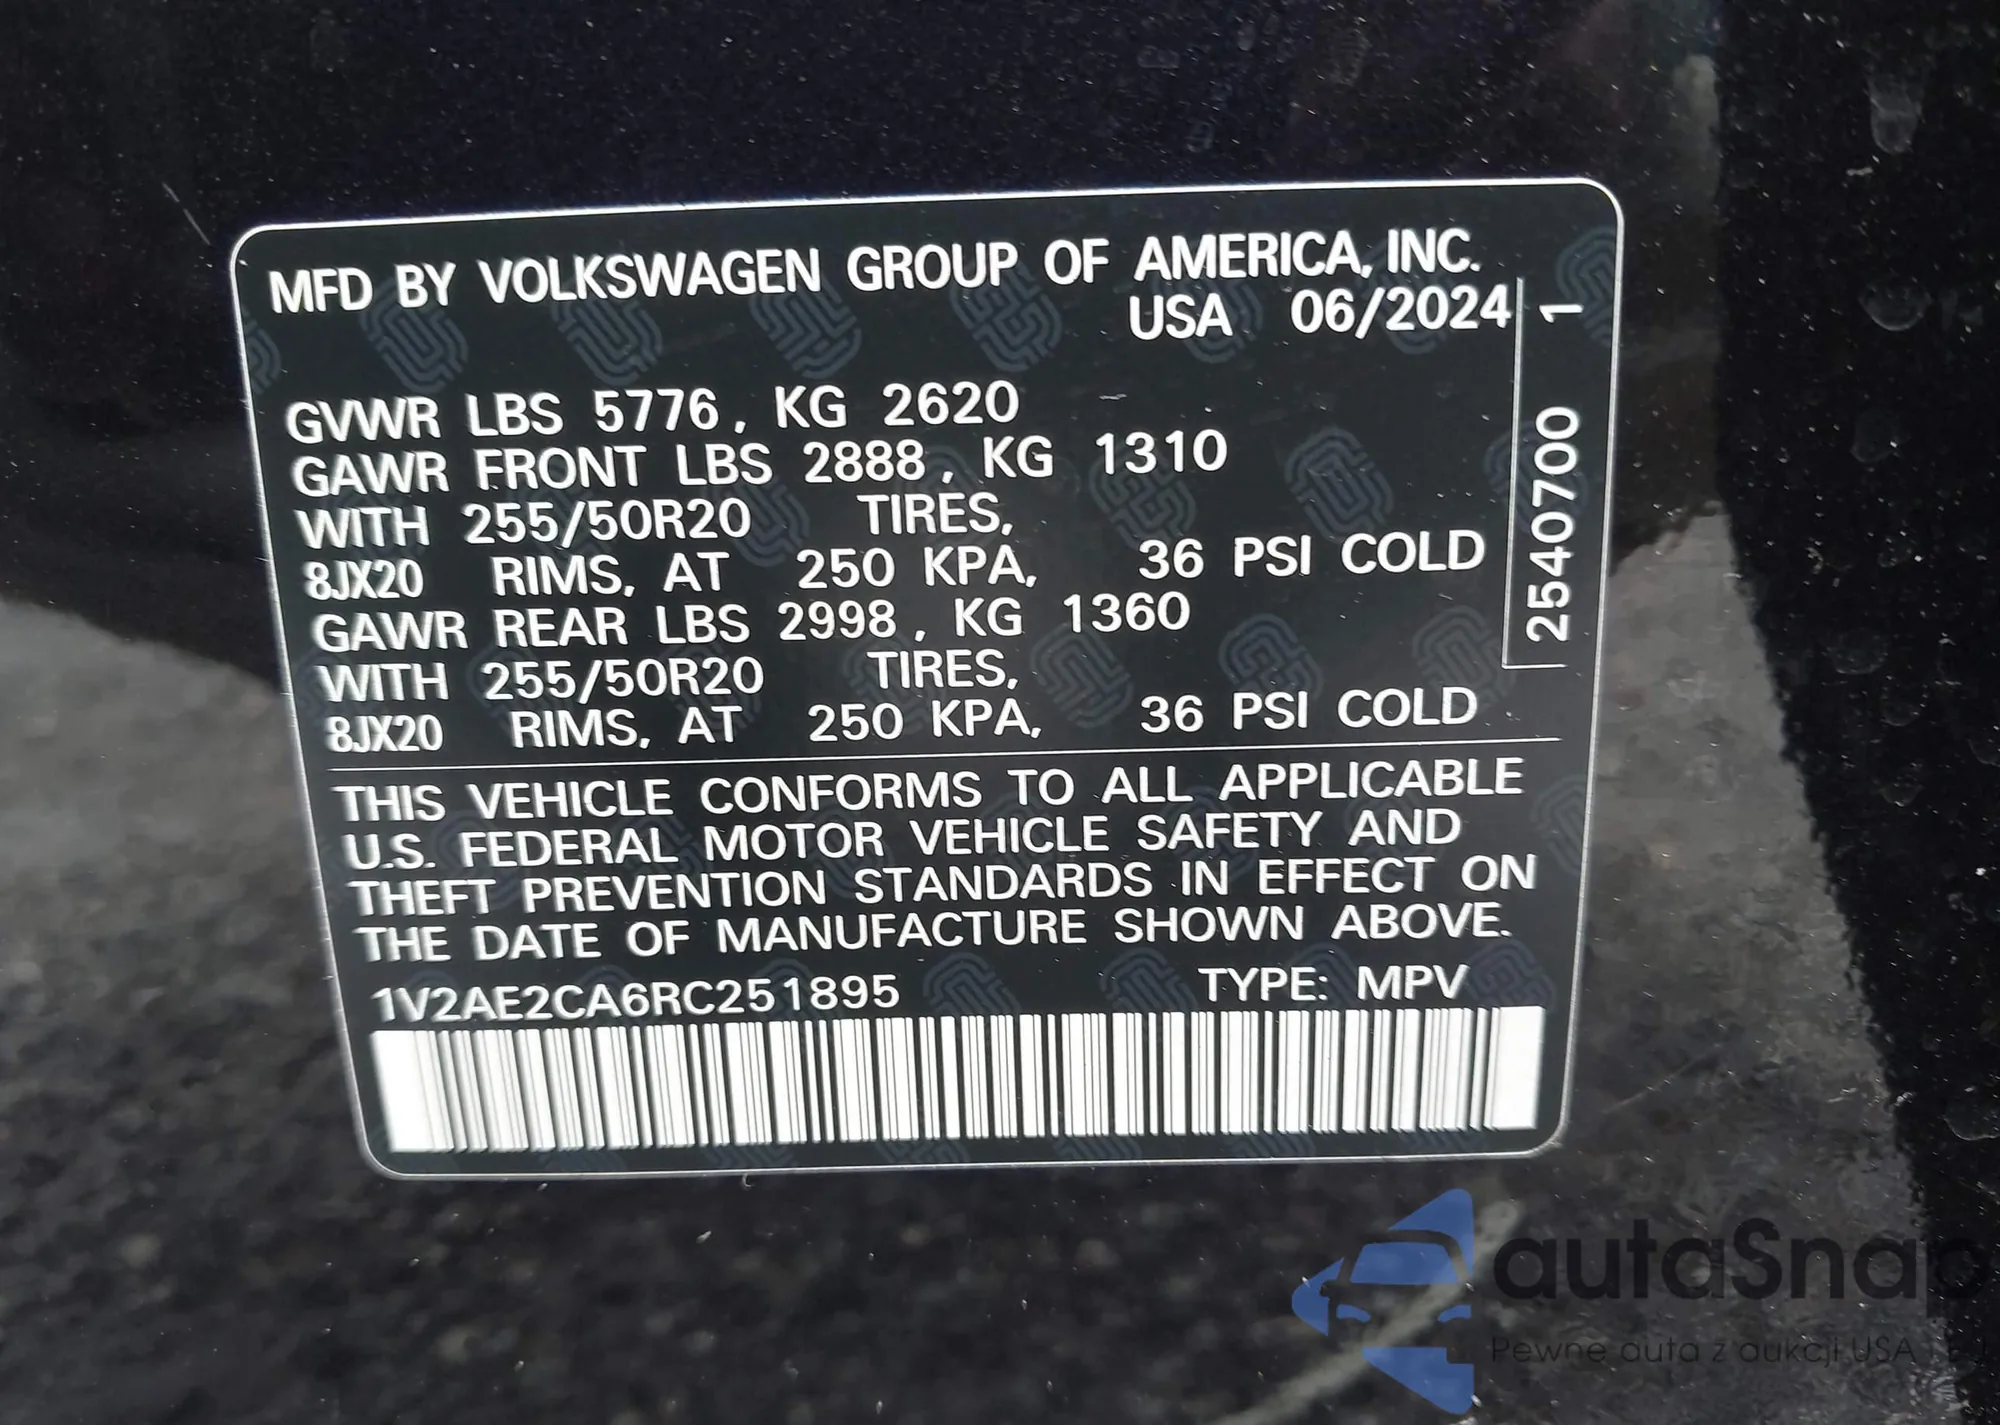 MFD BY VOLKSWAGEN GROUP OF AMERICA, INC.
USA 06/2024
GVWR LBS 5776, KG 2620
GAWR FRONT LBS 2888, KG 1310
WITH 255/50R20 TIRES,
8JX20 RIMS, AT 250 KPA, 36 PSI COLD
GAWR REAR LBS 2998, KG 1360
WITH 255/50R20 TIRES,
8JX20 RIMS, AT 250 KPA, 36 PSI COLD
2540700 1
THIS VEHICLE CONFORMS TO ALL APPLICABLE
U.S. FEDERAL MOTOR VEHICLE SAFETY AND
THEFT PREVENTION STANDARDS IN EFFECT ON
THE DATE OF MANUFACTURE SHOWN ABOVE.
1V2AE2CA6RC251895 TYPE: MPV
autaSnap
Pewne auta z aukcji USA i EU